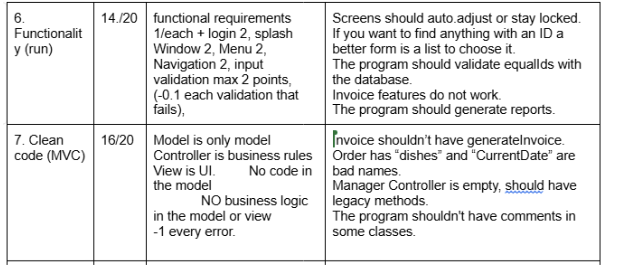 6.
Functionalit
y (run)
14./20
functional requirements
1/each + login 2, splash
Window 2, Menu 2,
Navigation 2, input
validation max 2 points,
(-0.1 each validation that
fails),
Screens should auto.adjust or stay locked.
If you want to find anything with an ID a
better form is a list to choose it.
The program should validate equalIds with
the database.
Invoice features do not work.
The program should generate reports.
7. Clean
code (MVC)
16/20
Model is only model
Controller is business rules
View is UI. No code in
the model
NO business logic
in the model or view
-1 every error.
Invoice shouldn't have generateInvoice.
Order has “dishes” and “CurrentDate” are
bad names.
Manager Controller is empty, should have
legacy methods.
The program shouldn't have comments in
some classes.